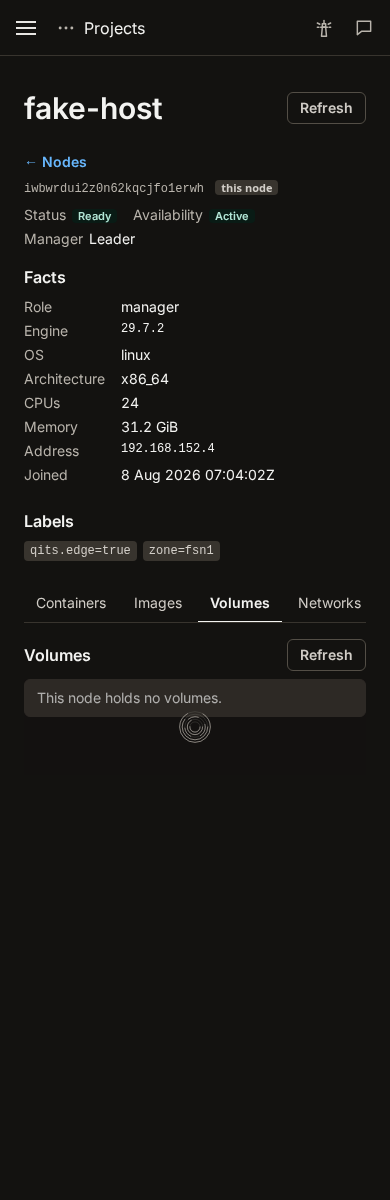 Projects
fake-host
Refresh
← Nodes
iwbwrdui2z0n62kqcjfo1erwh this node
Status Ready Availability Active
Manager Leader
Facts
Role manager
Engine 29.7.2
OS linux
Architecture x86_64
CPUs 24
Memory 31.2 GiB
Address 192.168.152.4
Joined 8 Aug 2026 07:04:02Z
Labels
qits.edge=true zone=fsn1
Containers Images Volumes Networks
Volumes Refresh
This node holds no volumes.